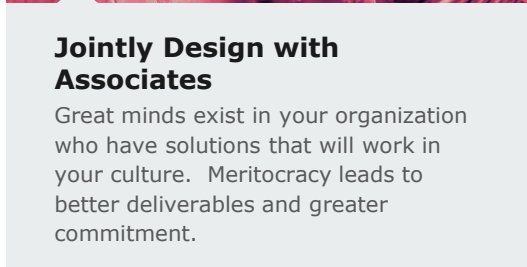 Jointly Design with
Associates
Great minds exist in your organization
who have solutions that will work in
your culture.  Meritocracy leads to
better deliverables and greater
commitment.